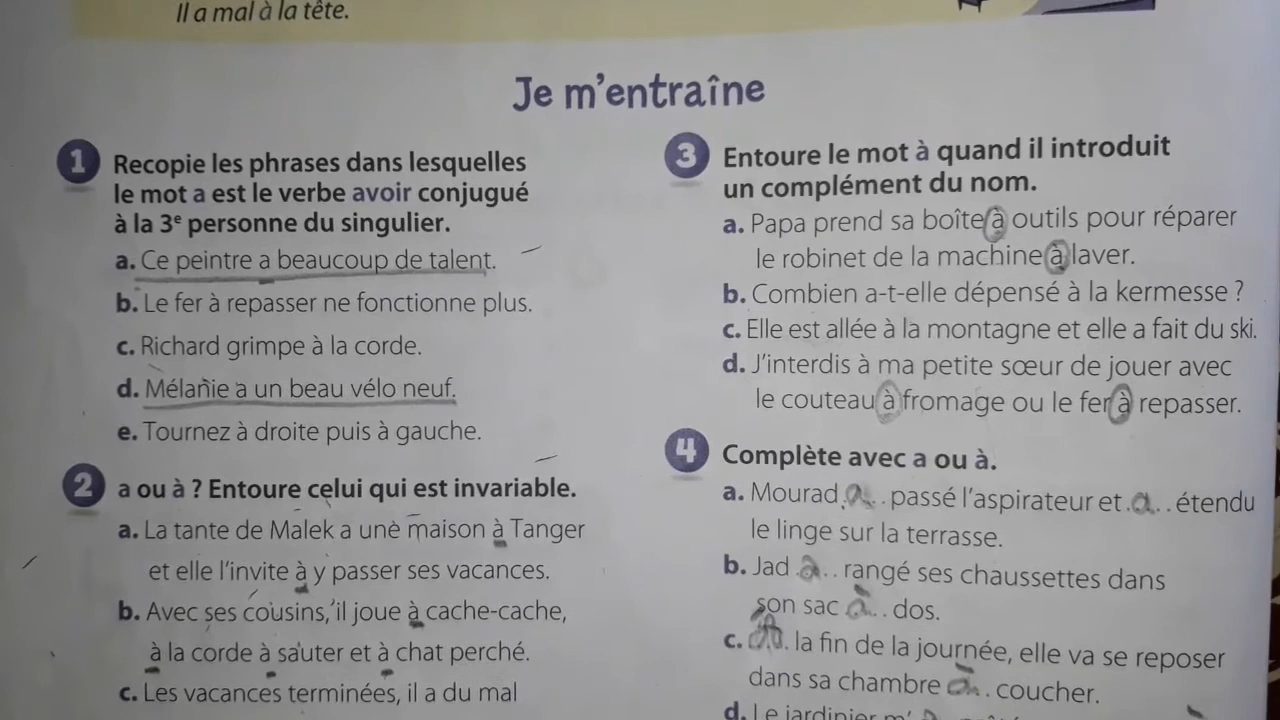 Il a mal à la tête.
Je m'entraîne
1 Recopie les phrases dans lesquelles
le mot a est le verbe avoir conjugué
à la 3e personne du singulier.
a. Ce peintre a beaucoup de talent.
b. Le fer à repasser ne fonctionne plus.
c. Richard grimpe à la corde.
d. Mélanie a un beau vélo neuf.
e. Tournez à droite puis à gauche.
2 a ou à ? Entoure celui qui est invariable.
a. La tante de Malek a une maison à Tanger
et elle l'invite à y passer ses vacances.
b. Avec ses cousins, il joue à cache-cache,
à la corde à sauter et à chat perché.
c. Les vacances terminées, il a du mal
3 Entoure le mot à quand il introduit
un complément du nom.
a. Papa prend sa boîte à outils pour réparer
le robinet de la machine à laver.
b. Combien a-t-elle dépensé à la kermesse ?
c. Elle est allée à la montagne et elle a fait du ski.
d. J'interdis à ma petite sœur de jouer avec
le couteau à fromage ou le fer à repasser.
4 Complète avec a ou à.
a. Mourad a.. passé l'aspirateur et .a.. étendu
le linge sur la terrasse.
b. Jad .a.. rangé ses chaussettes dans
son sac à.. dos.
c. À. la fin de la journée, elle va se reposer
dans sa chambre à.. coucher.
d. Le jardinier m'